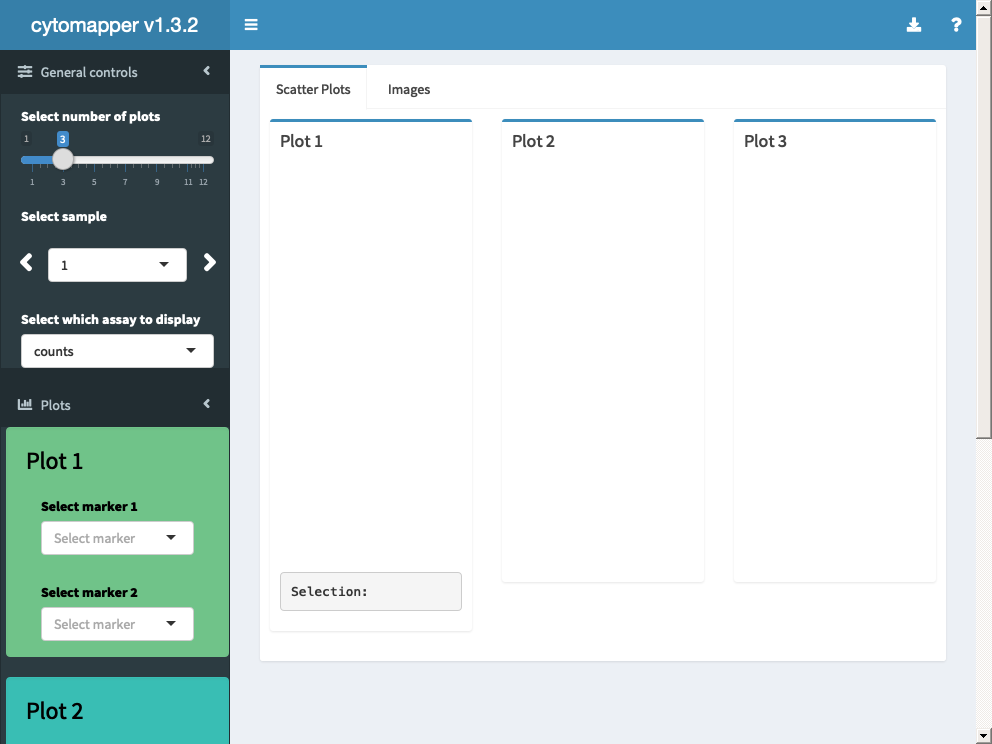 cytomapper v1.3.2
General controls
Select number of plots
1 3 12
1 3 5 7 9 11 12
Select sample
1
Select which assay to display
counts
Plots
Plot 1
Select marker 1
Select marker
Select marker 2
Select marker
Plot 2
?
Scatter Plots Images
Plot 1 Plot 2 Plot 3
Selection: